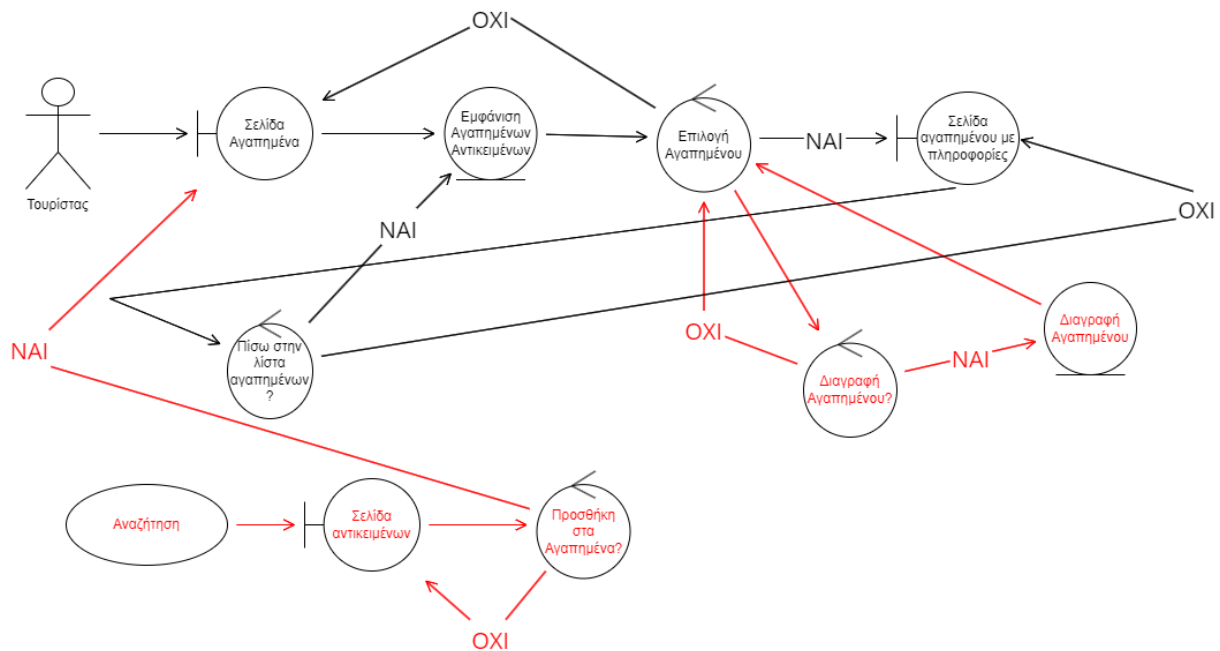 ΟΧΙ
Τουρίστας
Σελίδα
Αγαπημένα
Εμφάνιση
Αγαπημένων
Αντικειμένων
Επιλογή
Αγαπημένου
ΝΑΙ
Σελίδα
αγαπημένου με
πληροφορίες
ΟΧΙ
ΝΑΙ
ΝΑΙ
Πίσω στην
λίστα
αγαπημένων
?
ΟΧΙ
Διαγραφή
Αγαπημένου?
ΝΑΙ
Διαγραφή
Αγαπημένου
Αναζήτηση
Σελίδα
αντικειμένων
Προσθήκη
στα
Αγαπημένα?
ΟΧΙ